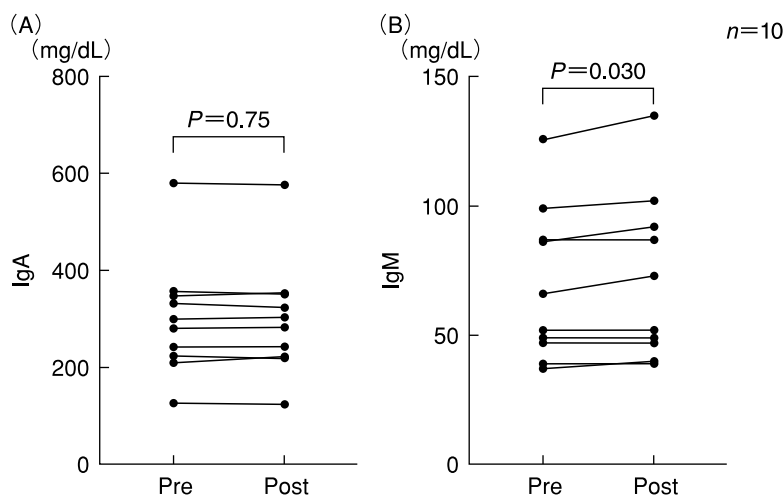 (A)
(mg/dL)
800
600
400
200
0
IgA
P=0.75
Pre
Post
(B)
(mg/dL)
n=10
150
100
50
0
IgM
P=0.030
Pre
Post